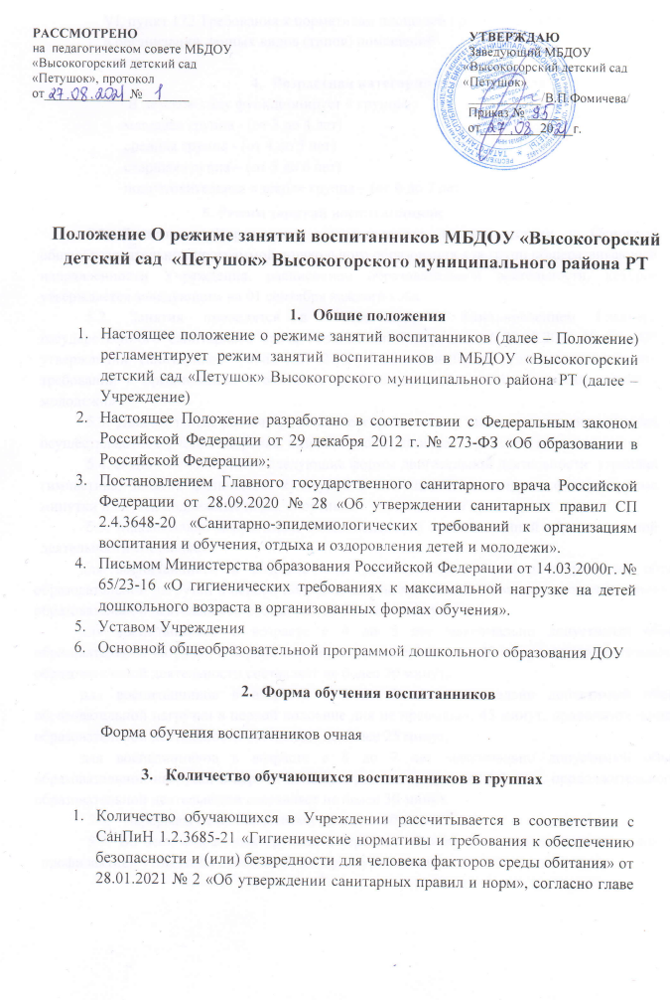 РАССМОТРЕНО
на педагогическом совете МБДОУ
«Высокогорский детский сад
«Петушок», протокол
от 27.08.2021 № 1
УТВЕРЖДАЮ
Заведующий МБДОУ
«Высокогорский детский сад
«Петушок»
/В.П.Фомичева/
Приказ № 95
от 27.08 2021 г.
Положение О режиме занятий воспитанников МБДОУ «Высокогорский
детский сад «Петушок» Высокогорского муниципального района РТ
1. Общие положения
1. Настоящее положение о режиме занятий воспитанников (далее – Положение)
регламентирует режим занятий воспитанников в МБДОУ «Высокогорский
детский сад «Петушок» Высокогорского муниципального района РТ (далее –
Учреждение)
2. Настоящее Положение разработано в соответствии с Федеральным законом
Российской Федерации от 29 декабря 2012 г. № 273-ФЗ «Об образовании в
Российской Федерации»;
3. Постановлением Главного государственного санитарного врача Российской
Федерации от 28.09.2020 № 28 «Об утверждении санитарных правил СП
2.4.3648-20 «Санитарно-эпидемиологических требований к организациям
воспитания и обучения, отдыха и оздоровления детей и молодежи».
4. Письмом Министерства образования Российской Федерации от 14.03.2000г. №
65/23-16 «О гигиенических требованиях к максимальной нагрузке на детей
дошкольного возраста в организованных формах обучения».
5. Уставом Учреждения
6. Основной общеобразовательной программой дошкольного образования ДОУ
2. Форма обучения воспитанников
Форма обучения воспитанников очная
3. Количество обучающихся воспитанников в группах
1. Количество обучающихся в Учреждении рассчитывается в соответствии с
СанПиН 1.2.3685-21 «Гигиенические нормативы и требования к обеспечению
безопасности и (или) безвредности для человека факторов среды обитания» от
28.01.2021 № 2 «Об утверждении санитарных правил и норм», согласно главе